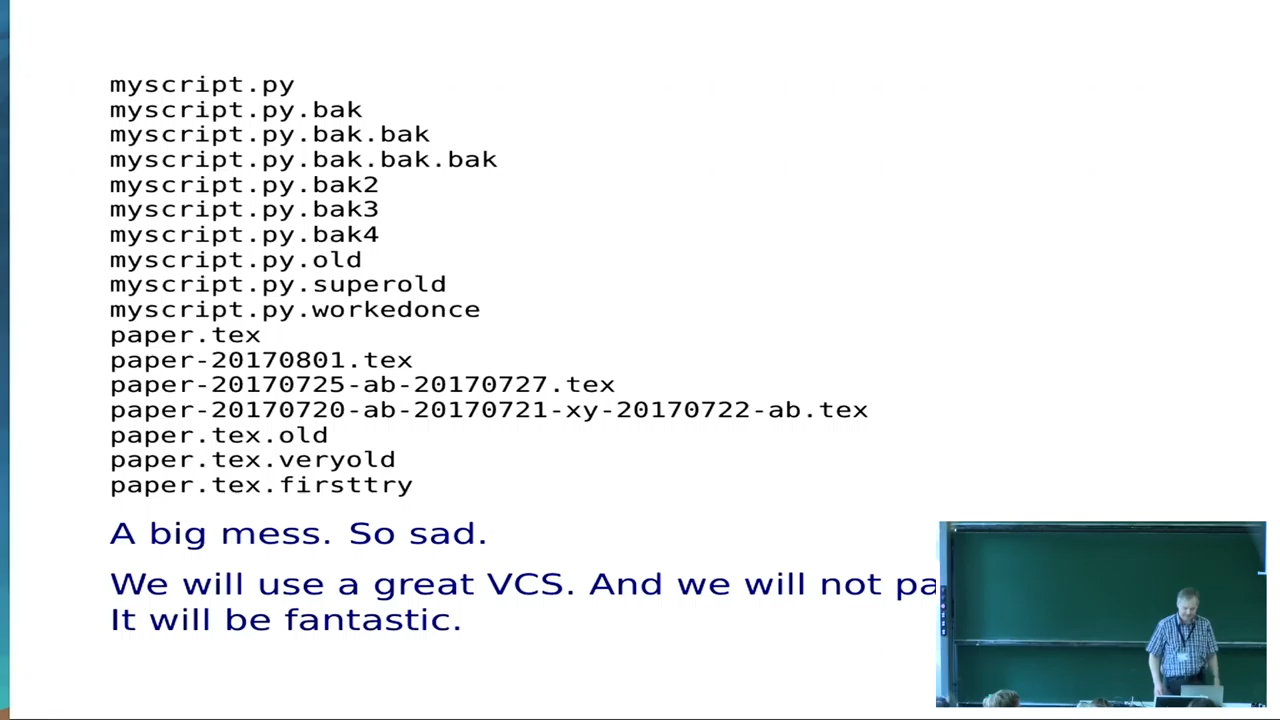 myscript.py
myscript.py.bak
myscript.py.bak.bak
myscript.py.bak.bak.bak
myscript.py.bak2
myscript.py.bak3
myscript.py.bak4
myscript.py.old
myscript.py.superold
myscript.py.workedonce
paper.tex
paper-20170801.tex
paper-20170725-ab-20170727.tex
paper-20170720-ab-20170721-xy-20170722-ab.tex
paper.tex.old
paper.tex.veryold
paper.tex.firsttry
A big mess. So sad.
We will use a great VCS. And we will not
It will be fantastic.